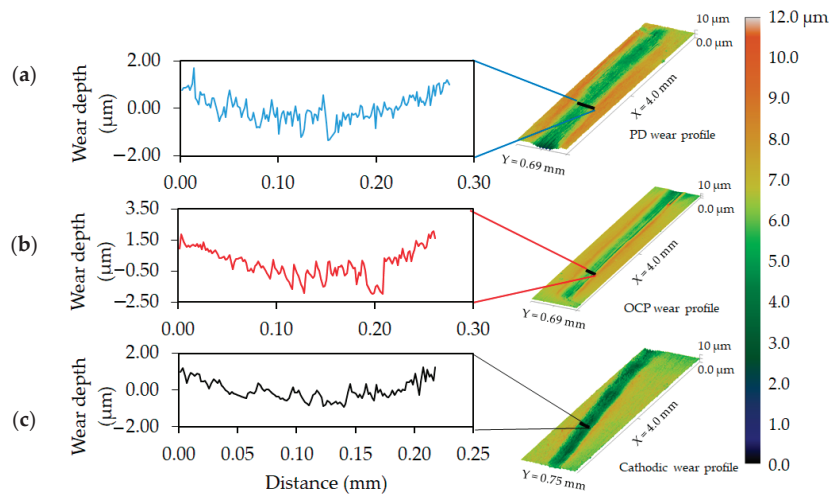 (a)
Wear depth
(µm)
2.00
0.00
−2.00
0.00 0.10 0.20 0.30
10 µm
0.0 µm
X = 4.0 mm
PD wear profile
Y = 0.69 mm
(b)
Wear depth
(µm)
3.50
1.50
−0.50
−2.50
0.00 0.10 0.20 0.30
10 µm
0.0 µm
X = 4.0 mm
OCP wear profile
Y = 0.69 mm
(c)
Wear depth
(µm)
2.00
0.00
−2.00
0.00 0.05 0.10 0.15 0.20 0.25
Distance (mm)
10 µm
0.0 µm
X = 4.0 mm
Cathodic wear profile
Y = 0.75 mm
12.0 µm
11.0
10.0
9.0
8.0
7.0
6.0
5.0
4.0
3.0
2.0
1.0
0.0